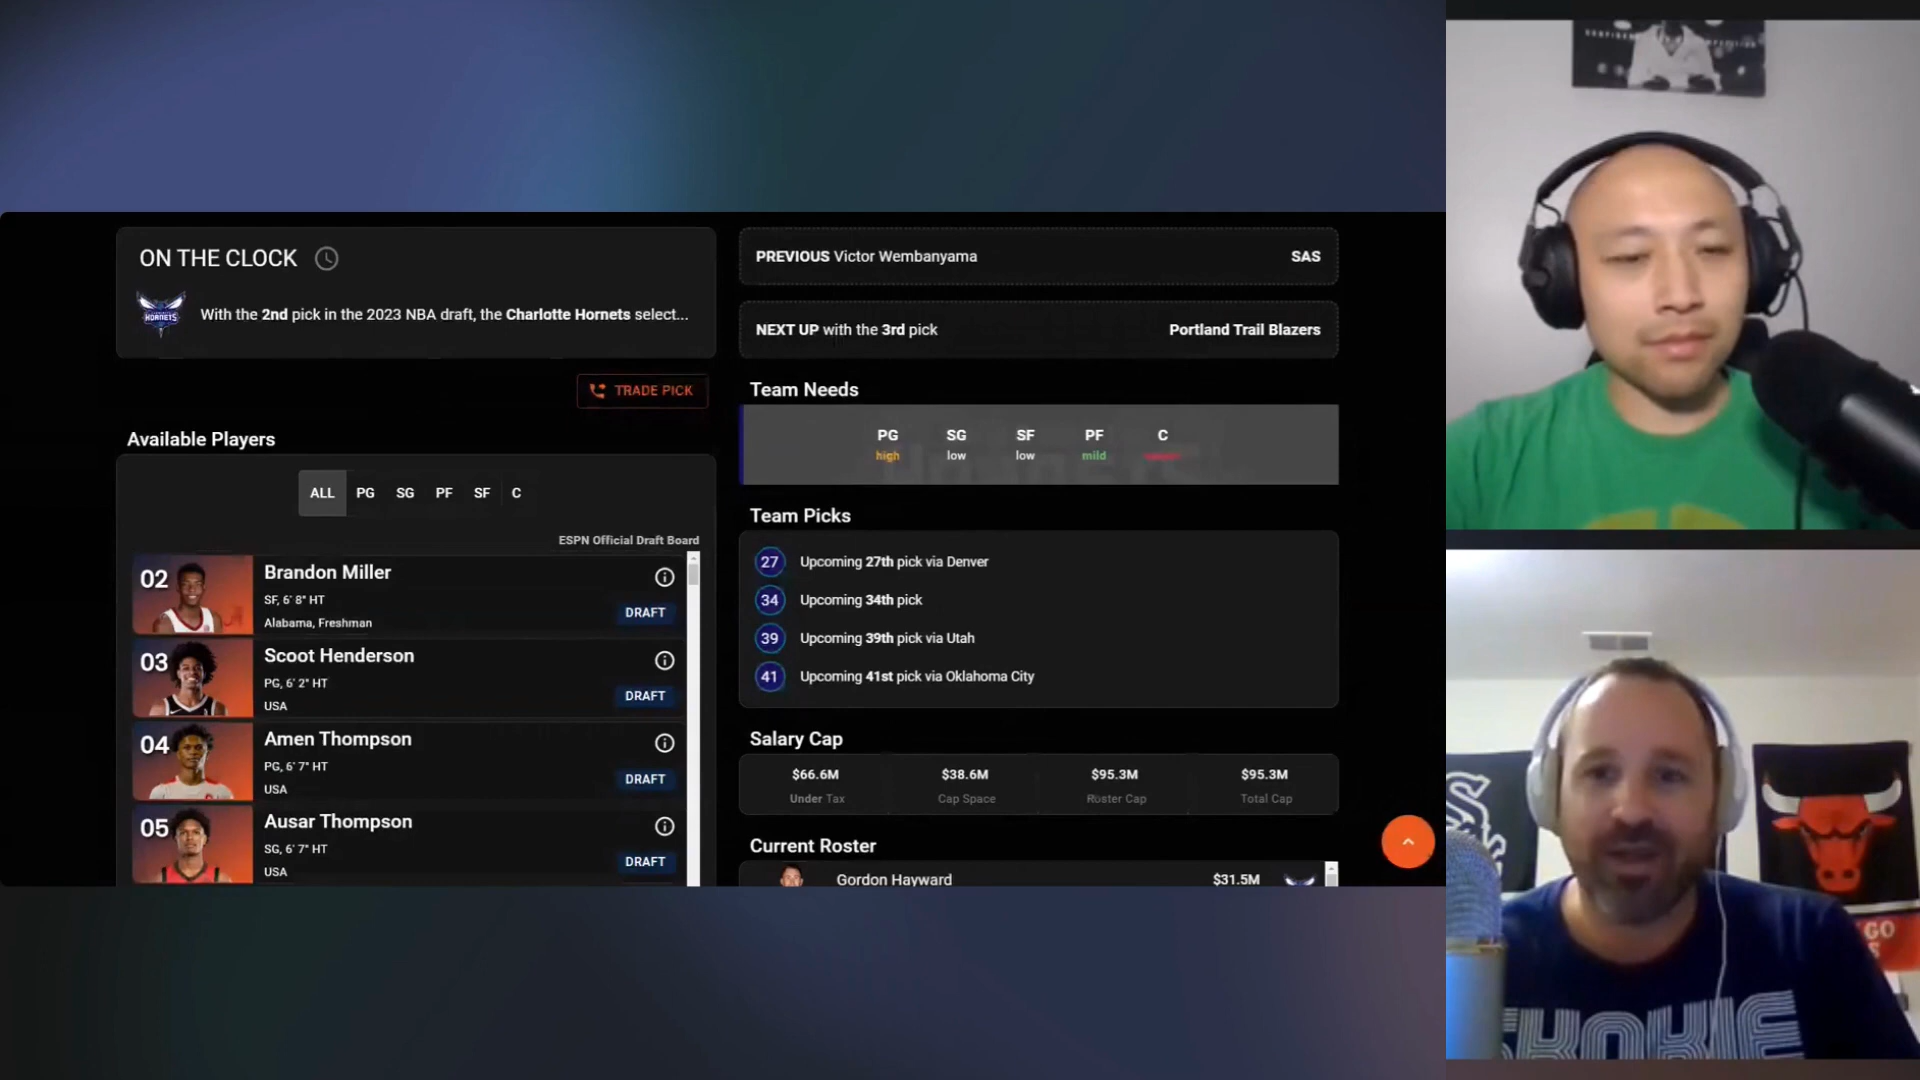 ON THE CLOCK
HORNETS
With the 2nd pick in the 2023 NBA draft, the Charlotte Hornets select...
TRADE PICK
Available Players
ALL PG SG PF SF C
ESPN Official Draft Board
02 Brandon Miller
SF, 6' 8" HT
Alabama, Freshman
DRAFT
03 Scoot Henderson
PG, 6' 2" HT
USA
DRAFT
04 Amen Thompson
PG, 6' 7" HT
USA
DRAFT
05 Ausar Thompson
SG, 6' 7" HT
USA
DRAFT
PREVIOUS Victor Wembanyama SAS
NEXT UP with the 3rd pick Portland Trail Blazers
Team Needs
PG SG SF PF C
high low low mild
Team Picks
27 Upcoming 27th pick via Denver
34 Upcoming 34th pick
39 Upcoming 39th pick via Utah
41 Upcoming 41st pick via Oklahoma City
Salary Cap
$66.6M $38.6M $95.3M $95.3M
Under Tax Cap Space Roster Cap Total Cap
Current Roster
Gordon Hayward $31.5M
SKOKIE